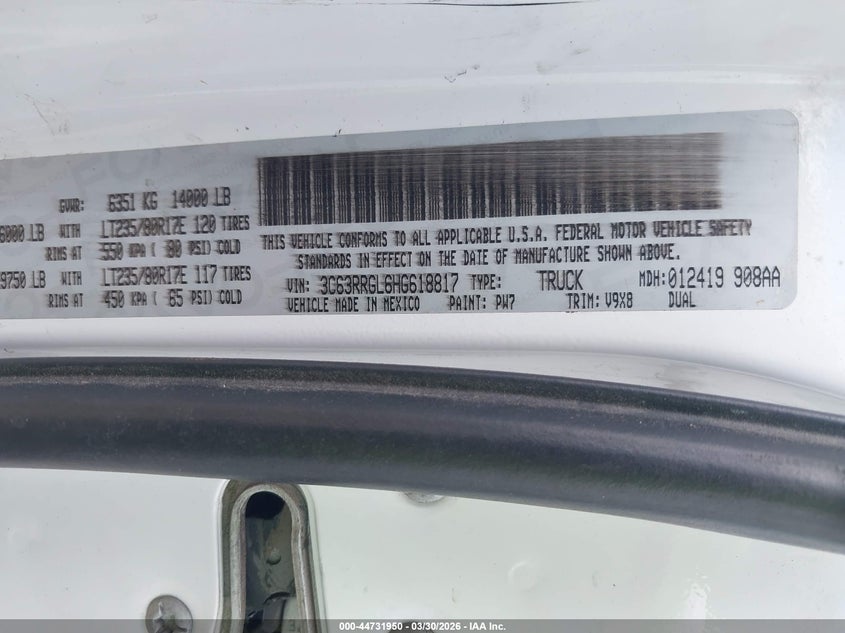 GVWR: 6351 KG 14000 LB
6000 LB WITH LT235/80R17E 120 TIRES
RIMS AT 550 KPA ( 80 PSI) COLD
9750 LB WITH LT235/80R17E 117 TIRES
RIMS AT 450 KPA ( 65 PSI) COLD
THIS VEHICLE CONFORMS TO ALL APPLICABLE U.S.A. FEDERAL MOTOR VEHICLE SAFETY
STANDARDS IN EFFECT ON THE DATE OF MANUFACTURE SHOWN ABOVE.
VIN: 3C63RRGL6HG618817 TYPE: TRUCK MDH: 012419 908AA
VEHICLE MADE IN MEXICO PAINT: PW7 TRIM: V9X8 DUAL
000-44731950 - 03/30/2026 - IAA Inc.